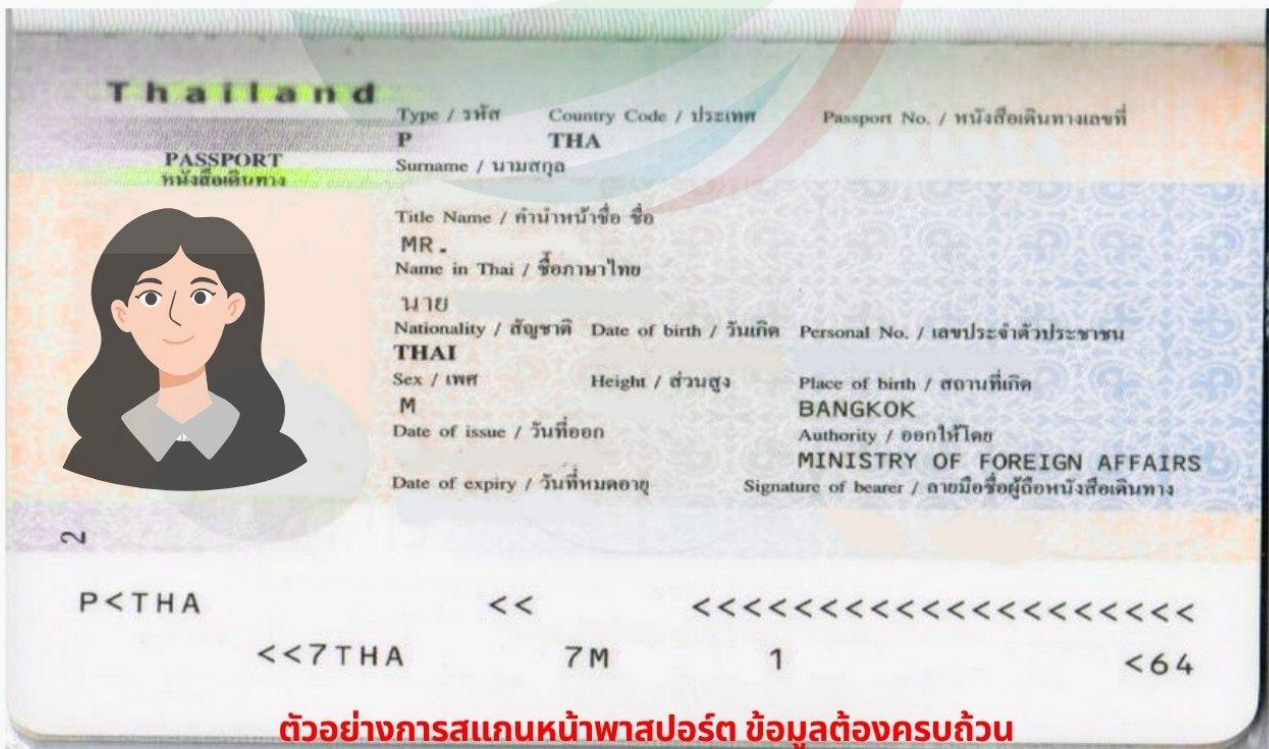 Thailand
PASSPORT
หนังสือเดินทาง
Type / รหัส Country Code / ประเทศ Passport No. / หนังสือเดินทางเลขที่
P THA
Surname / นามสกุล
Title Name / คำนำหน้าชื่อ ชื่อ
MR.
Name in Thai / ชื่อภาษาไทย
นาย
Nationality / สัญชาติ Date of birth / วันเกิด Personal No. / เลขประจำตัวประชาชน
THAI
Sex / เพศ Height / ส่วนสูง Place of birth / สถานที่เกิด
M BANGKOK
Date of issue / วันที่ออก Authority / ออกให้โดย
MINISTRY OF FOREIGN AFFAIRS
Date of expiry / วันที่หมดอายุ Signature of bearer / ลายมือชื่อผู้ถือหนังสือเดินทาง
2
P<THA << <<<<<<<<<<<<<<<<<<<<
<<7THA 7M 1 <64
ตัวอย่างการสแกนหน้าพาสปอร์ต ข้อมูลต้องครบถ้วน